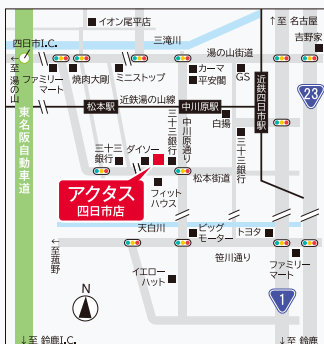 イオン尾平店
↑至 名古屋
吉野家
三滝川
四日市I.C.
湯の山街道
←至 湯の山
ファミリー
マート
焼肉大剛
ミニストップ
カーマ
平安閣
GS
近鉄四日市駅
23
近鉄湯の山線
松本駅
中川原駅
白揚
東名阪自動車道
三十三
銀行
ダイソー
三十三銀行
中川原通り
三十三銀行
アクタス
四日市店
フィット
ハウス
松本街道
天白川
ビッグ
モーター
トヨタ
←至 菰野
笹川通り
ファミリー
マート
イエロー
ハット
N
1
↓至 鈴鹿I.C.
↓至 鈴鹿